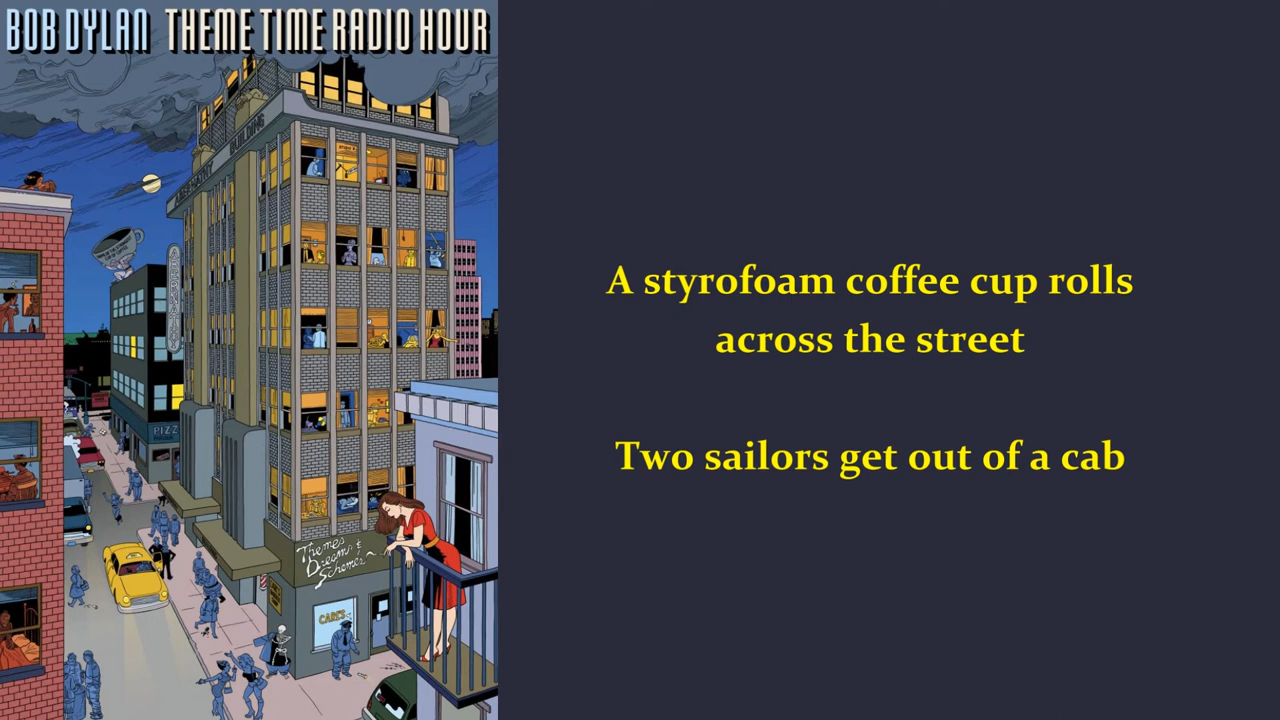 BOB DYLAN THEME TIME RADIO HOUR
BUILDING
PIZZ
Themes
Dreams &
Schemes
CARDS
A styrofoam coffee cup rolls
across the street
Two sailors get out of a cab